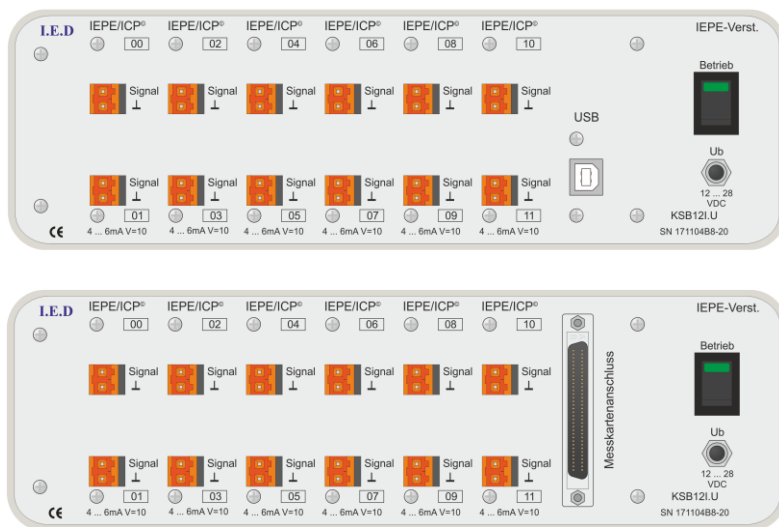 I.E.D IEPE/ICP© IEPE/ICP© IEPE/ICP© IEPE/ICP© IEPE/ICP© IEPE/ICP© IEPE-Verst.
00 02 04 06 08 10
Betrieb
Signal Signal Signal Signal Signal Signal
USB
Ub
Signal Signal Signal Signal Signal Signal
12 ... 28
VDC
01 03 05 07 09 11 KSB12I.U
CE 4 ... 6mA V=10 4 ... 6mA V=10 4 ... 6mA V=10 4 ... 6mA V=10 4 ... 6mA V=10 4 ... 6mA V=10 SN 171104B8-20
I.E.D IEPE/ICP© IEPE/ICP© IEPE/ICP© IEPE/ICP© IEPE/ICP© IEPE/ICP© IEPE-Verst.
00 02 04 06 08 10
Betrieb
Signal Signal Signal Signal Signal Signal
Messkartenanschluss
Ub
Signal Signal Signal Signal Signal Signal
12 ... 28
VDC
01 03 05 07 09 11 KSB12I.U
CE 4 ... 6mA V=10 4 ... 6mA V=10 4 ... 6mA V=10 4 ... 6mA V=10 4 ... 6mA V=10 4 ... 6mA V=10 SN 171104B8-20